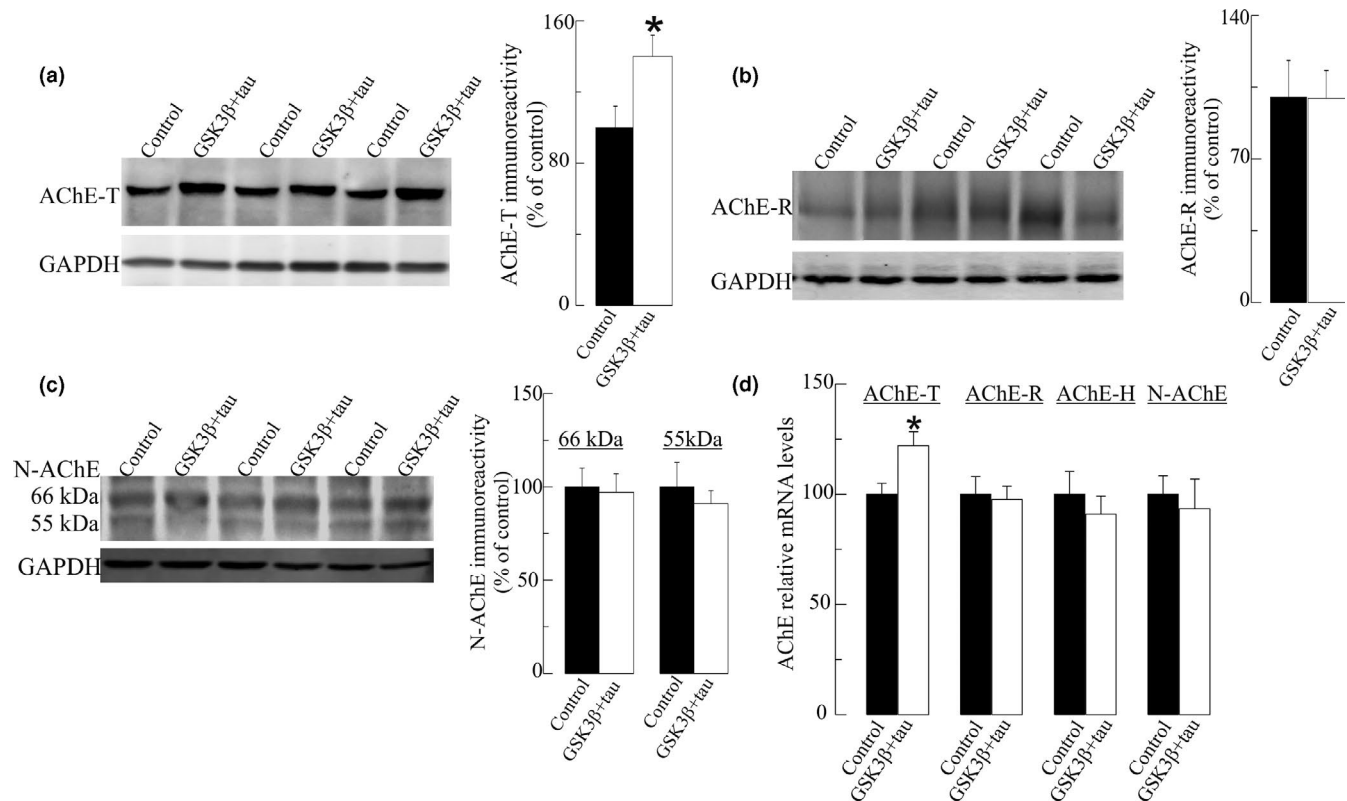 (a)
Control
GSK3β+tau
Control
GSK3β+tau
Control
GSK3β+tau
AChE-T
GAPDH
AChE-T immunoreactivity
(% of control)
160
80
0
*
Control
GSK3β+tau
(b)
Control
GSK3β+tau
Control
GSK3β+tau
Control
GSK3β+tau
AChE-R
GAPDH
AChE-R immunoreactivity
(% of control)
140
70
0
Control
GSK3β+tau
(c)
Control
GSK3β+tau
Control
GSK3β+tau
Control
GSK3β+tau
N-AChE
66 kDa
55 kDa
GAPDH
N-AChE immunoreactivity
(% of control)
150
100
50
0
66 kDa
55kDa
Control
GSK3β+tau
Control
GSK3β+tau
(d)
AChE relative mRNA levels
150
100
50
0
AChE-T
AChE-R
AChE-H
N-AChE
*
Control
GSK3β+tau
Control
GSK3β+tau
Control
GSK3β+tau
Control
GSK3β+tau